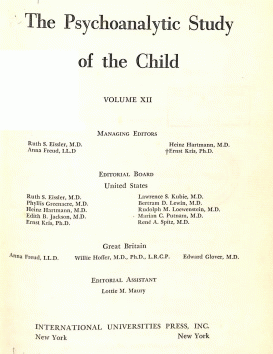 The Psychoanalytic Study
of the Child
VOLUME XII
MANAGING EDITORS
Ruth S. Eissler, M.D. Heinz Hartmann, M.D.
Anna Freud, LL.D †Ernst Kris, Ph.D.
EDITORIAL BOARD
United States
Ruth S. Eissler, M.D. Lawrence S. Kubie, M.D.
Phyllis Greenacre, M.D. Bertram D. Lewin, M.D.
Heinz Hartmann, M.D. Rudolph M. Loewenstein, M.D.
Edith B. Jackson, M.D. Marian C. Putnam, M.D.
Ernst Kris, Ph.D. René A. Spitz, M.D.
Great Britain
Anna Freud, LL.D. Willie Hoffer, M.D., Ph.D., L.R.C.P. Edward Glover, M.D.
EDITORIAL ASSISTANT
Lottie M. Maury
INTERNATIONAL UNIVERSITIES PRESS, INC.
New York New York